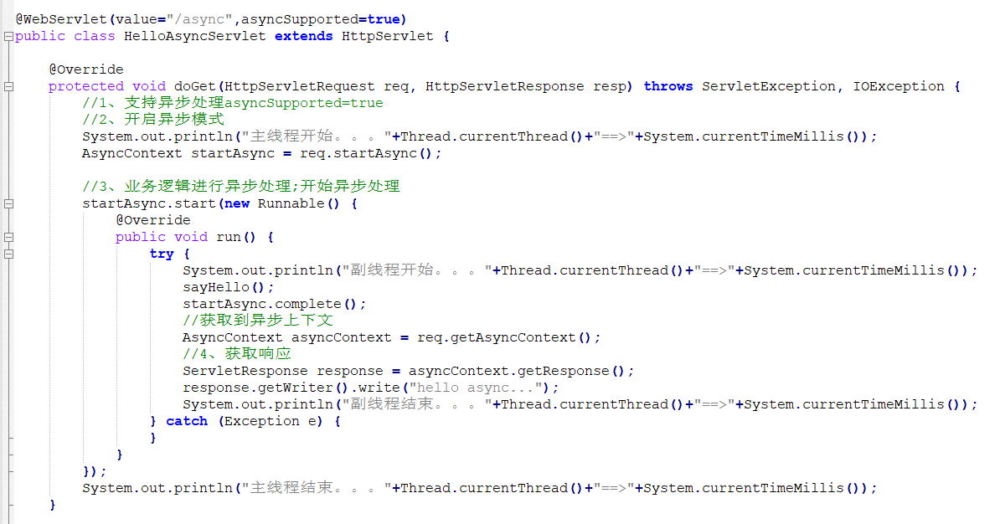 @WebServlet(value="/async",asyncSupported=true)
public class HelloAsyncServlet extends HttpServlet {
@Override
protected void doGet(HttpServletRequest req, HttpServletResponse resp) throws ServletException, IOException {
//1、支持异步处理asyncSupported=true
//2、开启异步模式
System.out.println("主线程开始。。。"+Thread.currentThread()+"==>"+System.currentTimeMillis());
AsyncContext startAsync = req.startAsync();
//3、业务逻辑进行异步处理;开始异步处理
startAsync.start(new Runnable() {
@Override
public void run() {
try {
System.out.println("副线程开始。。。"+Thread.currentThread()+"==>"+System.currentTimeMillis());
sayHello();
startAsync.complete();
//获取到异步上下文
AsyncContext asyncContext = req.getAsyncContext();
//4、获取响应
ServletResponse response = asyncContext.getResponse();
response.getWriter().write("hello async...");
System.out.println("副线程结束。。。"+Thread.currentThread()+"==>"+System.currentTimeMillis());
} catch (Exception e) {
}
}
});
System.out.println("主线程结束。。。"+Thread.currentThread()+"==>"+System.currentTimeMillis());
}